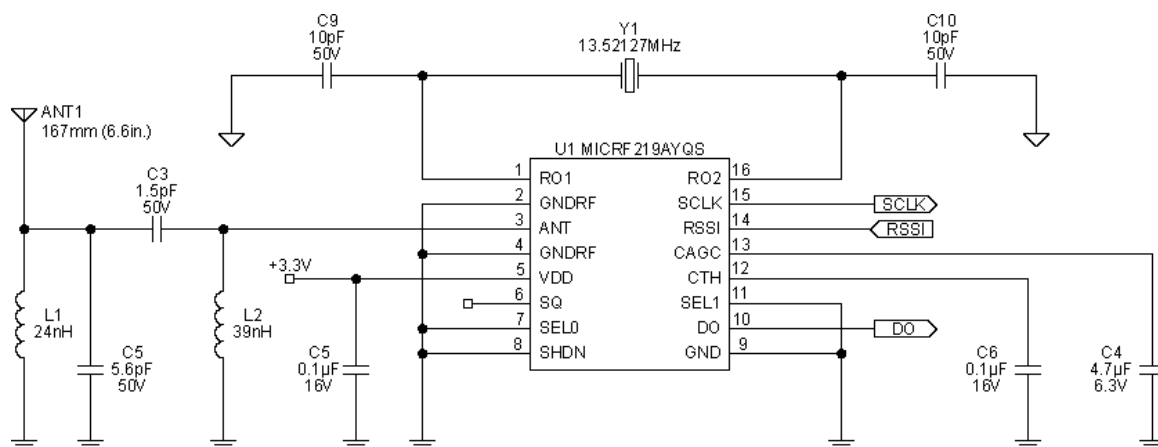 C9
10pF
50V
Y1
13.52127MHz
C10
10pF
50V
ANT1
167mm (6.6in.)
C3
1.5pF
50V
U1 MICRF219AYQS
1 RO1
2 GNDRF
3 ANT
4 GNDRF
5 VDD
6 SQ
7 SEL0
8 SHDN
RO2 16
SCLK 15
RSSI 14
CAGC 13
CTH 12
SEL1 11
DO 10
GND 9
SCLK
RSSI
DO
+3.3V
L1
24nH
C5
5.6pF
50V
L2
39nH
C5
0.1µF
16V
C6
0.1µF
16V
C4
4.7µF
6.3V